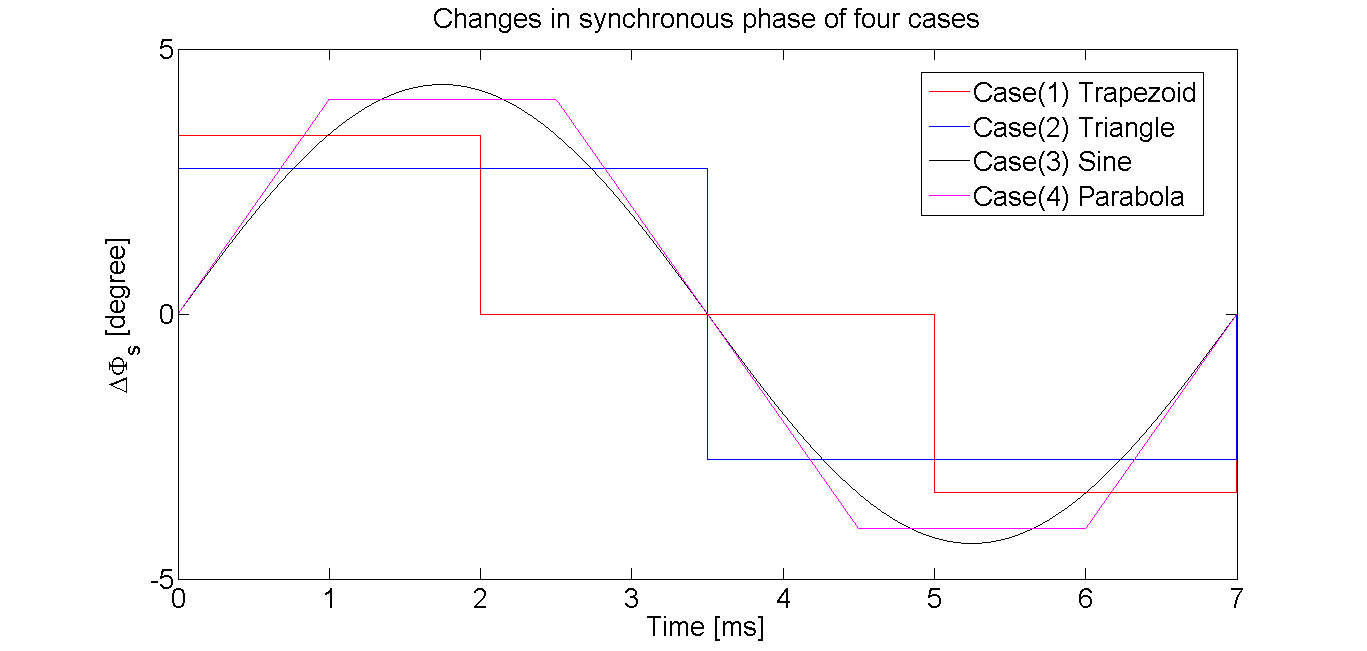 Changes in synchronous phase of four cases
5
0
-5
ΔΦs [degree]
Case(1) Trapezoid
Case(2) Triangle
Case(3) Sine
Case(4) Parabola
0 1 2 3 4 5 6 7
Time [ms]